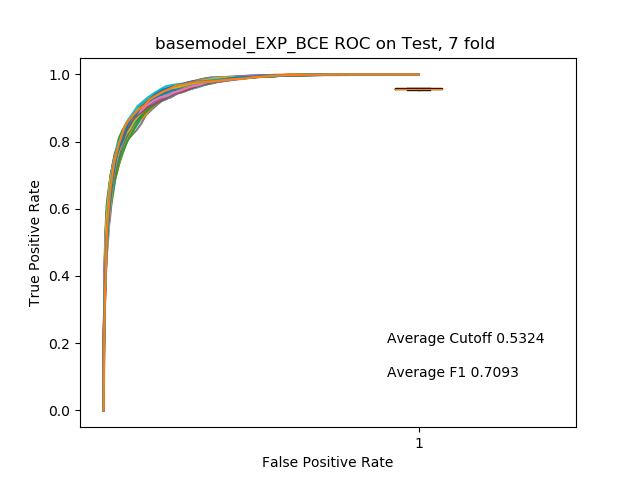 basemodel_EXP_BCE ROC on Test, 7 fold
1.0
0.8
0.6
0.4
0.2
0.0
True Positive Rate
Average Cutoff 0.5324
Average F1 0.7093
1
False Positive Rate